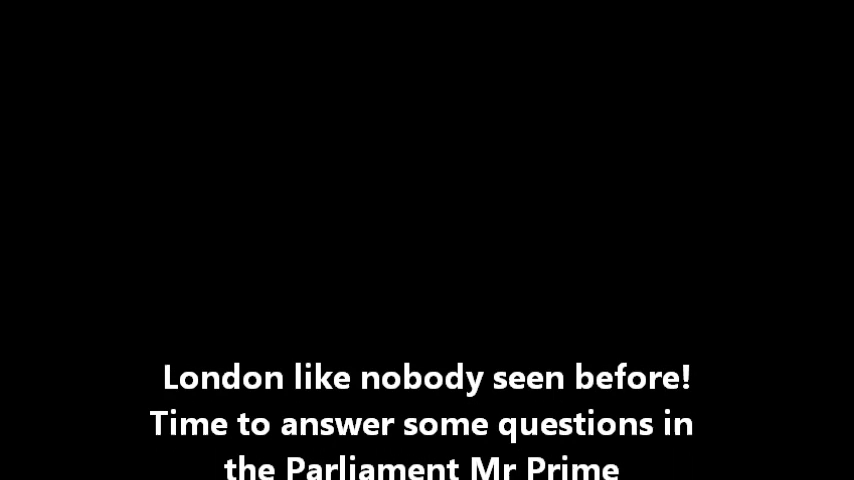 London like nobody seen before!
Time to answer some questions in
the Parliament Mr Prime